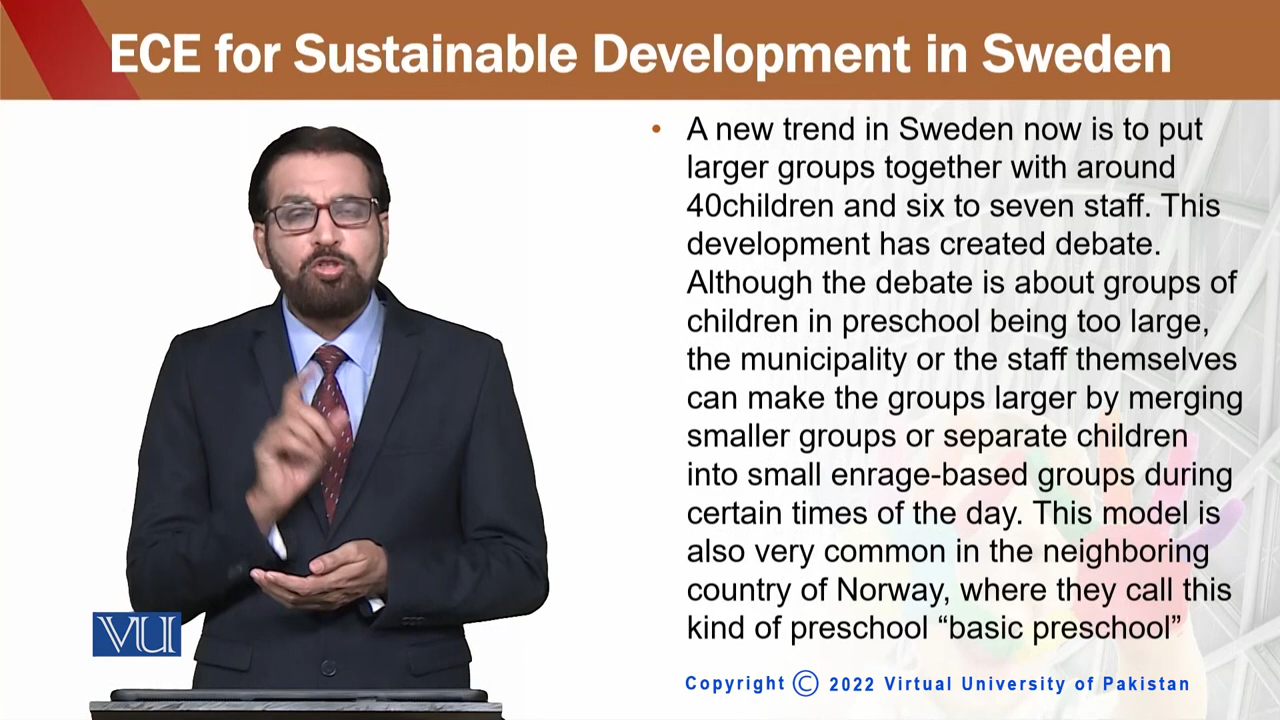 ECE for Sustainable Development in Sweden
• A new trend in Sweden now is to put
larger groups together with around
40children and six to seven staff. This
development has created debate.
Although the debate is about groups of
children in preschool being too large,
the municipality or the staff themselves
can make the groups larger by merging
smaller groups or separate children
into small enrage-based groups during
certain times of the day. This model is
also very common in the neighboring
country of Norway, where they call this
kind of preschool “basic preschool”
VU
Copyright © 2022 Virtual University of Pakistan